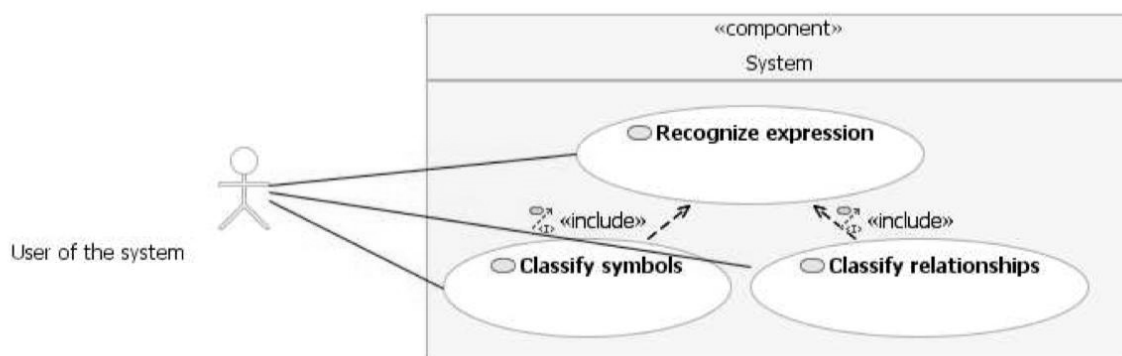 «component»
System
Recognize expression
«include» «include»
User of the system
Classify symbols Classify relationships